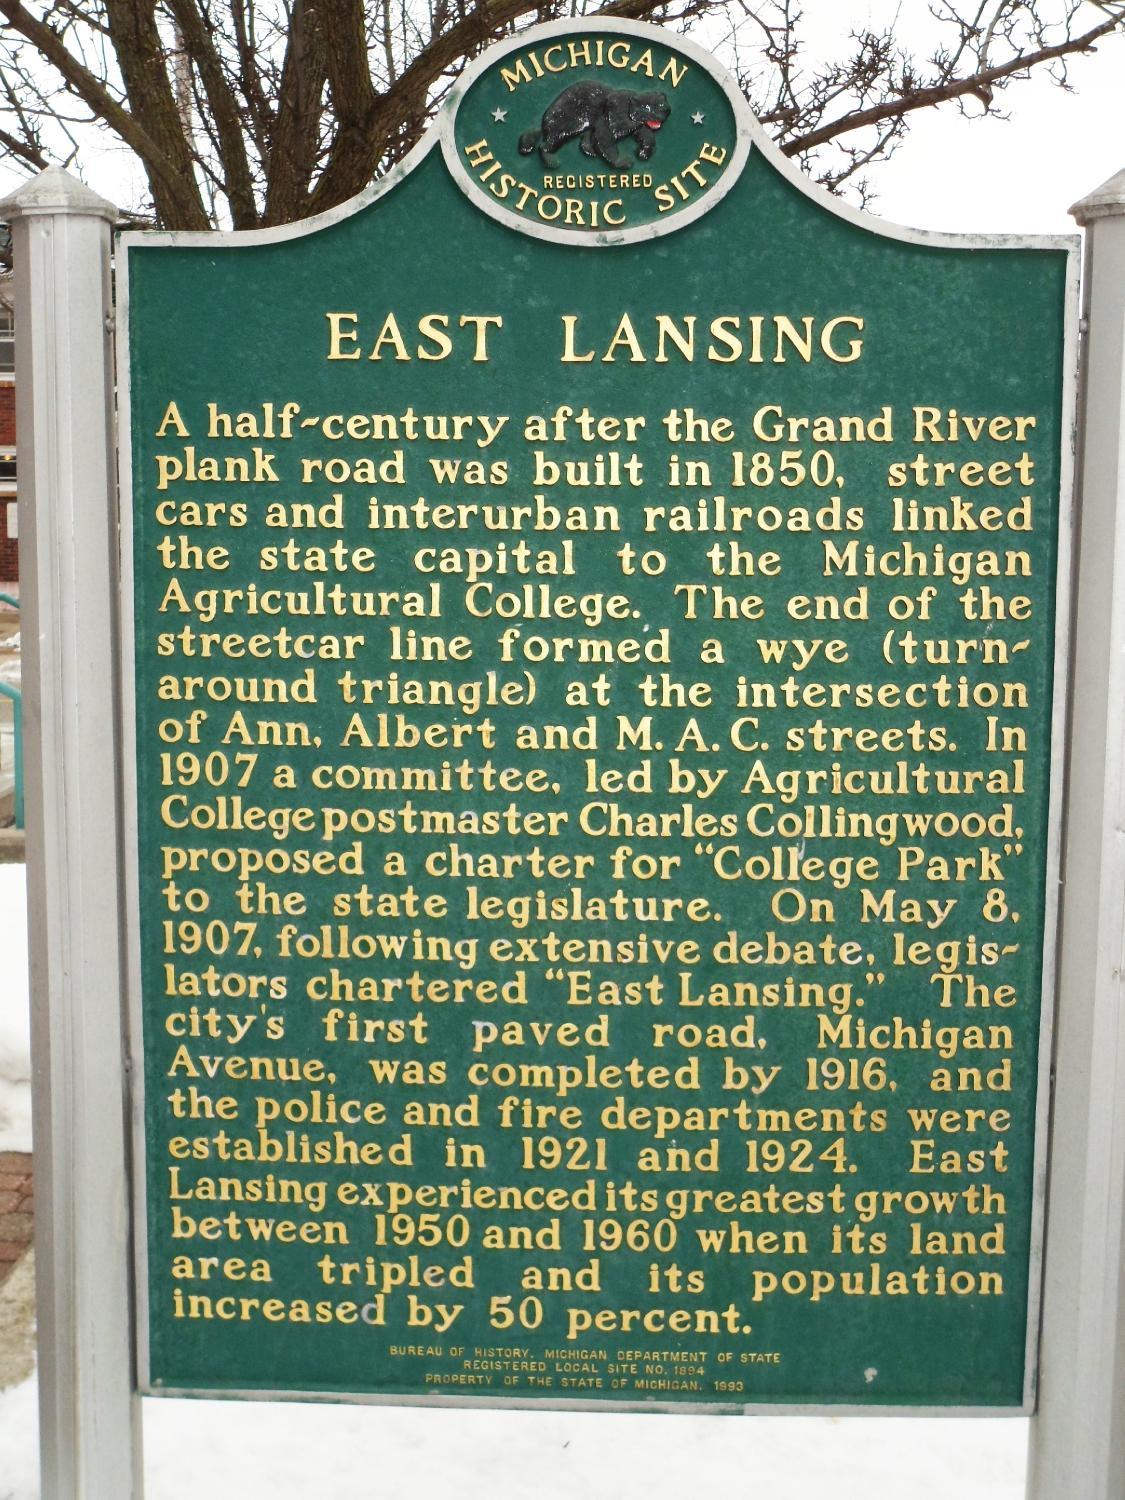 MICHIGAN
REGISTERED
HISTORIC SITE
EAST LANSING
A half-century after the Grand River
plank road was built in 1850, street
cars and interurban railroads linked
the state capital to the Michigan
Agricultural College. The end of the
streetcar line formed a wye (turn-
around triangle) at the intersection
of Ann, Albert and M.A.C. streets. In
1907 a committee, led by Agricultural
College postmaster Charles Collingwood,
proposed a charter for "College Park"
to the state legislature. On May 8,
1907, following extensive debate, legis-
lators chartered "East Lansing." The
city's first paved road, Michigan
Avenue, was completed by 1916, and
the police and fire departments were
established in 1921 and 1924. East
Lansing experienced its greatest growth
between 1950 and 1960 when its land
area tripled and its population
increased by 50 percent.
BUREAU OF HISTORY, MICHIGAN DEPARTMENT OF STATE
REGISTERED LOCAL SITE NO. 1894
PROPERTY OF THE STATE OF MICHIGAN, 1993